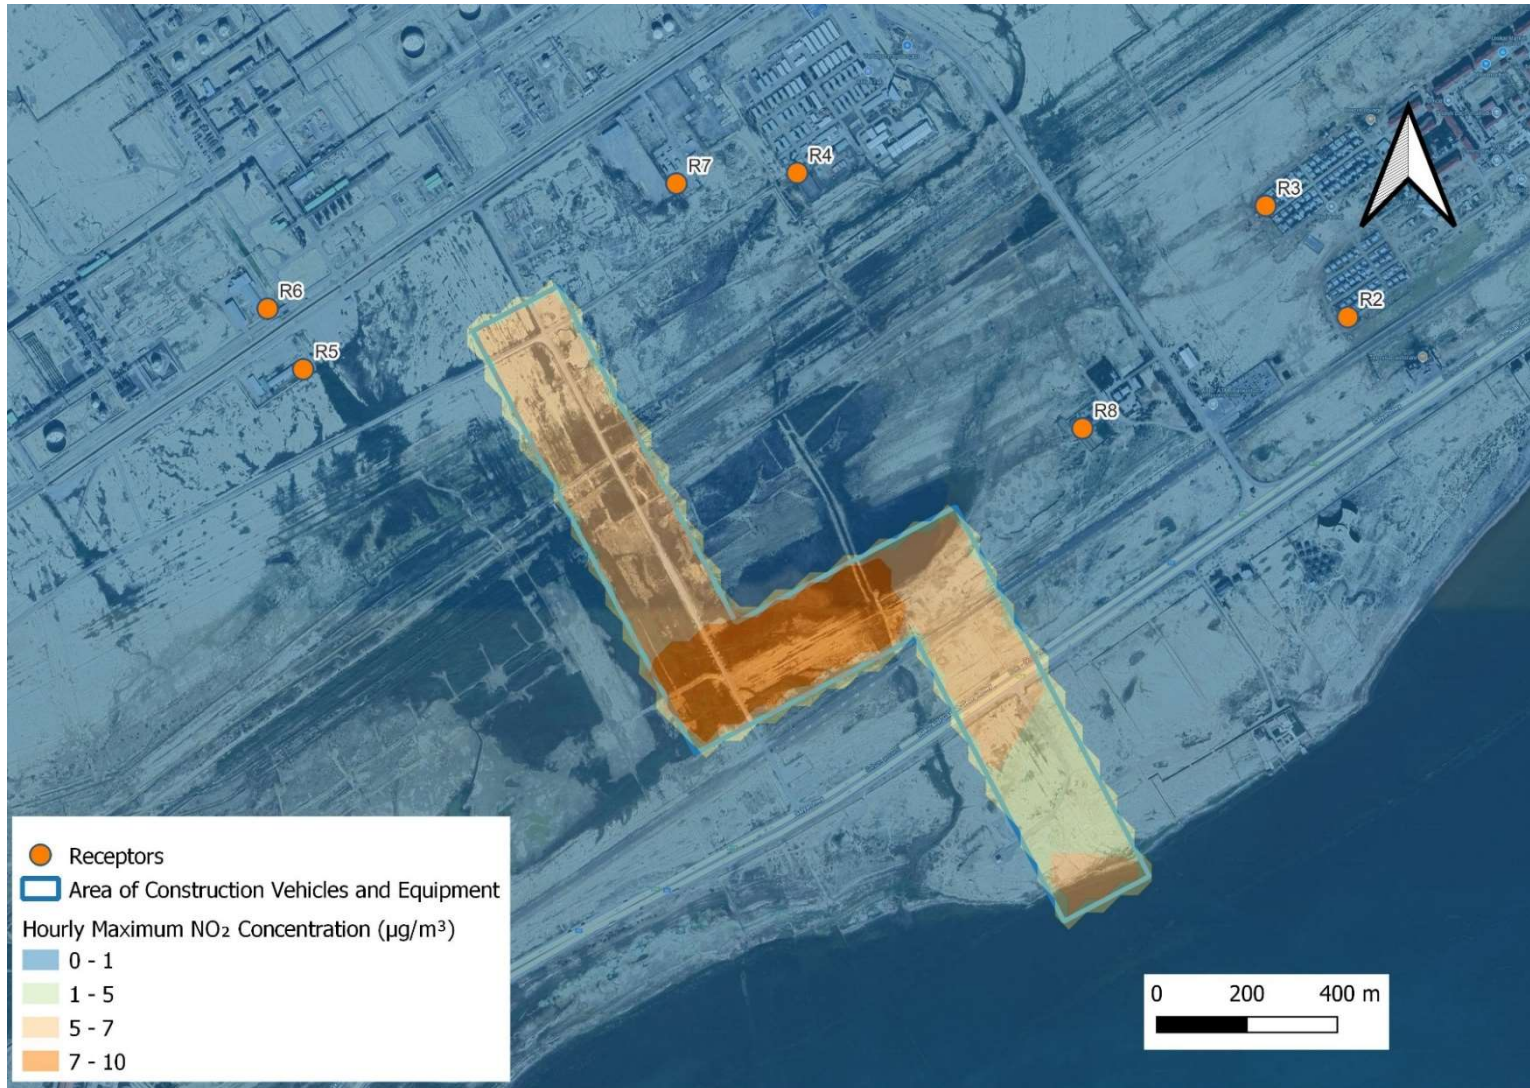 R7
R4
R3
R6
R2
R5
R8
Receptors
Area of Construction Vehicles and Equipment
Hourly Maximum NO₂ Concentration (µg/m³)
0 - 1
1 - 5
5 - 7
7 - 10
0 200 400 m